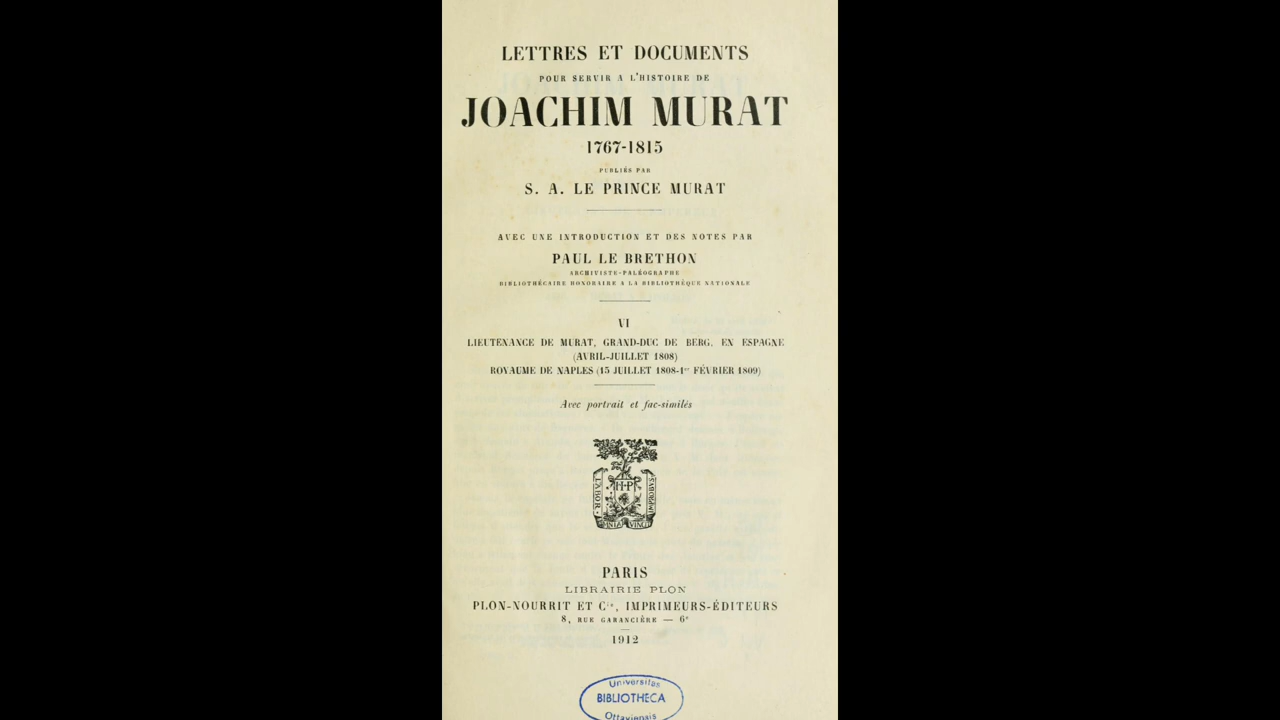 LETTRES ET DOCUMENTS
POUR SERVIR A L'HISTOIRE DE
JOACHIM MURAT
1767-1815
PUBLIÉS PAR
S. A. LE PRINCE MURAT
AVEC UNE INTRODUCTION ET DES NOTES PAR
PAUL LE BRETHON
ARCHIVISTE-PALÉOGRAPHE
BIBLIOTHÉCAIRE HONORAIRE A LA BIBLIOTHÈQUE NATIONALE
VI
LIEUTENANCE DE MURAT, GRAND-DUC DE BERG, EN ESPAGNE
(AVRIL-JUILLET 1808)
ROYAUME DE NAPLES (15 JUILLET 1808-1er FÉVRIER 1809)
Avec portrait et fac-similés
H·P
LABOR
IMPROBVS
OMNIA VINCIT
PARIS
LIBRAIRIE PLON
PLON-NOURRIT ET Cie, IMPRIMEURS-ÉDITEURS
8, RUE GARANCIÈRE — 6e
1912
Universitas
BIBLIOTHECA
Ottaviensis